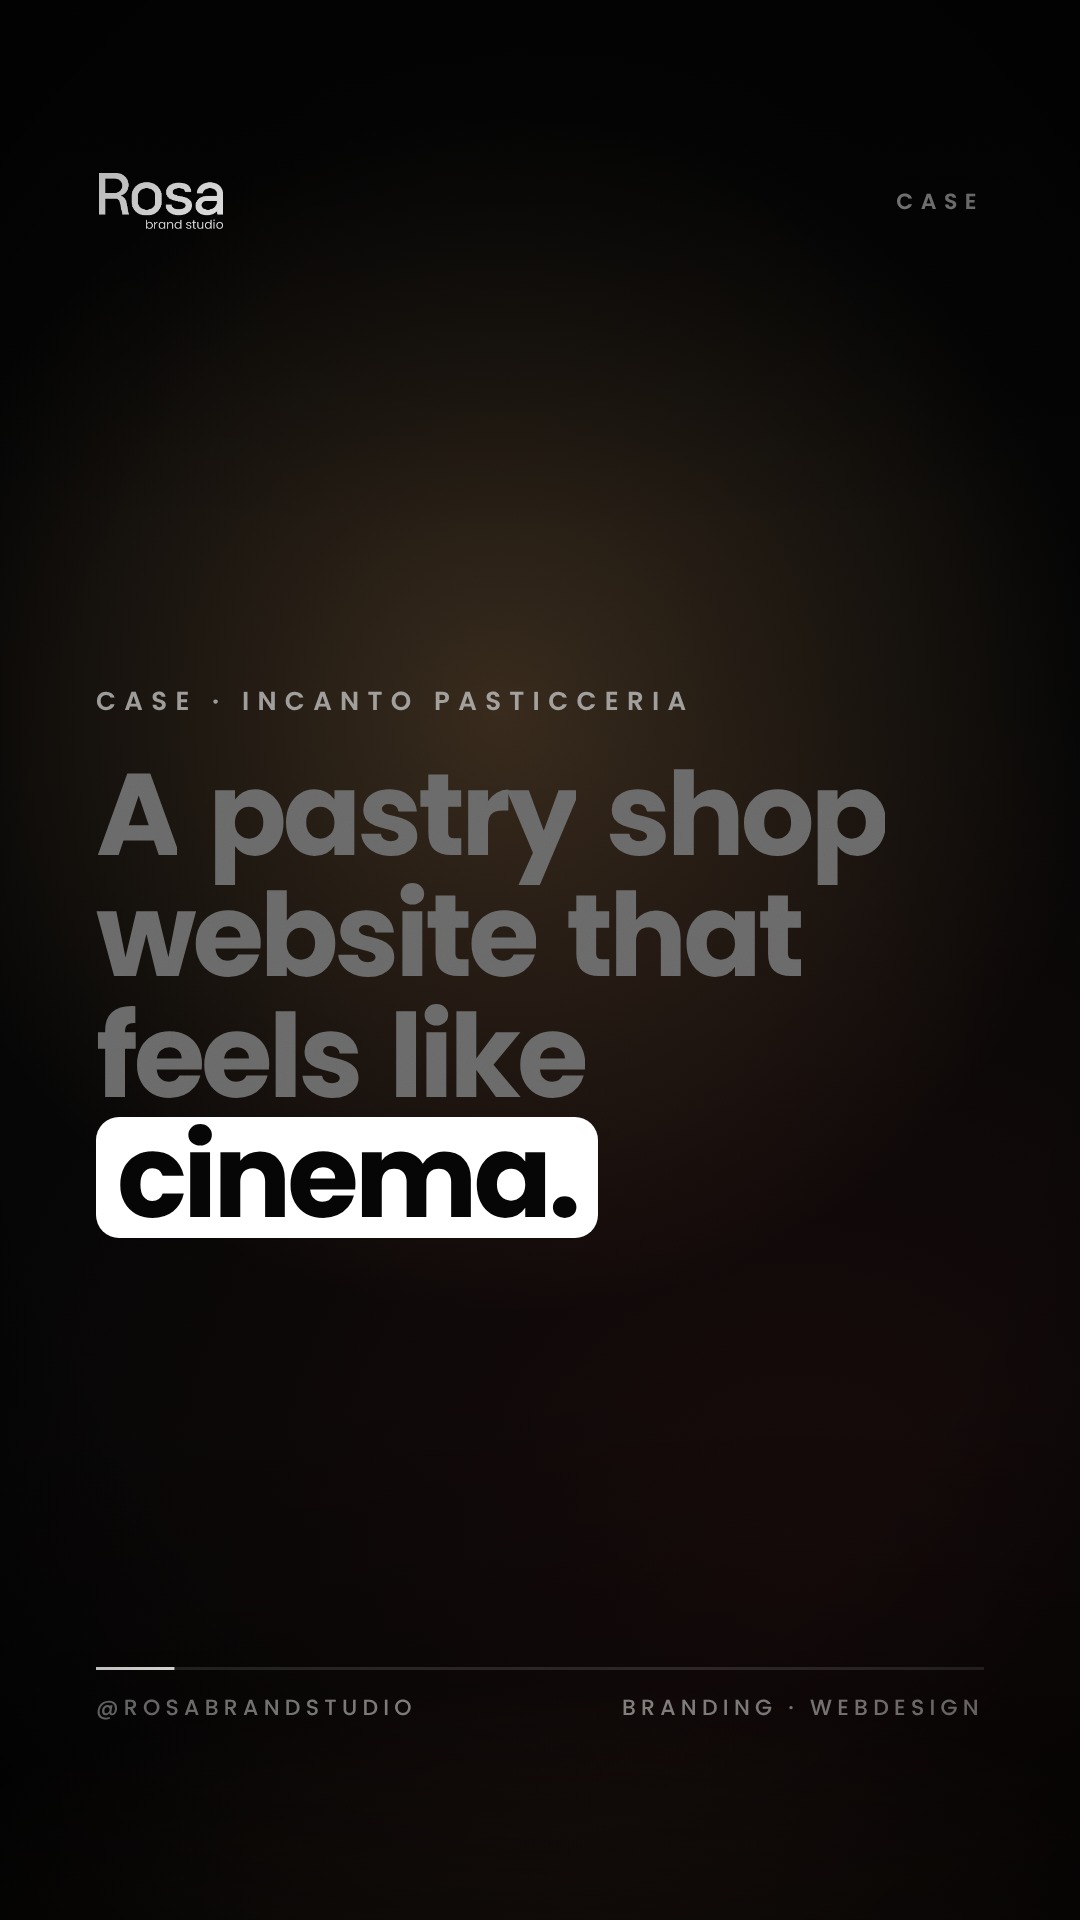 Rosa
brand studio
CASE
CASE · INCANTO PASTICCERIA
A pastry shop
website that
feels like
cinema.
@ROSABRANDSTUDIO
BRANDING · WEBDESIGN